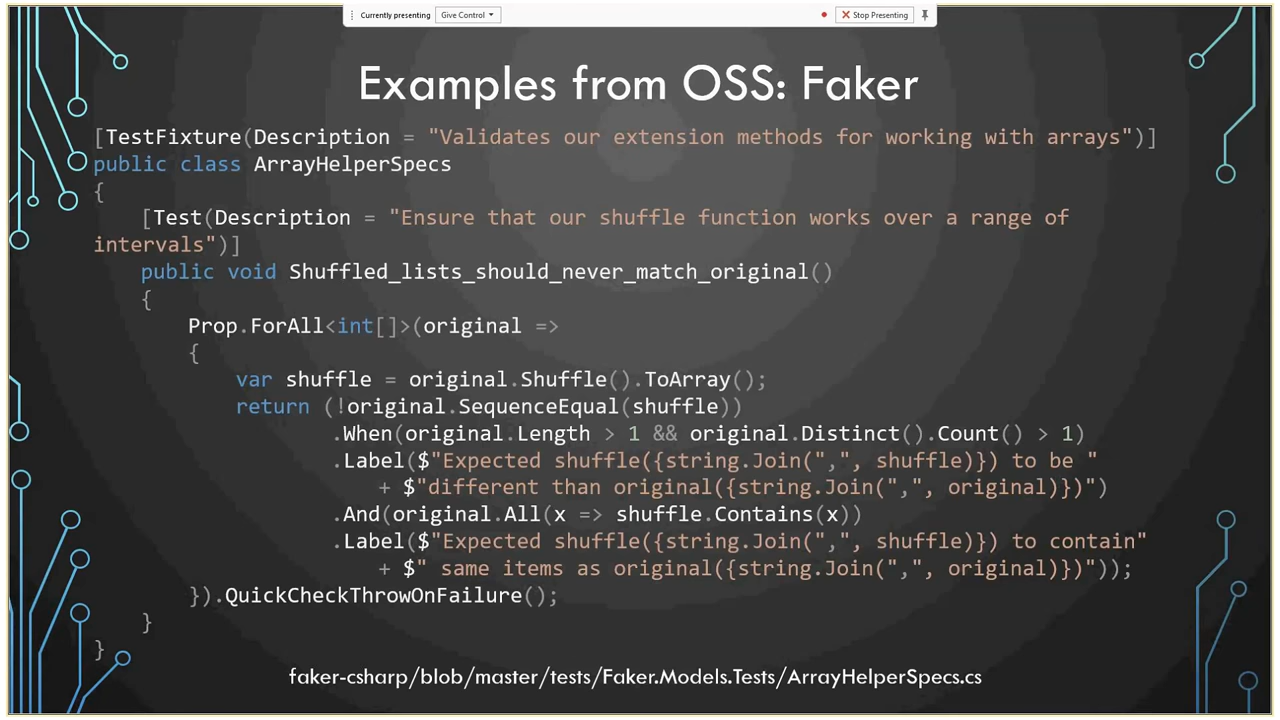 Currently presenting Give Control Stop Presenting
Examples from OSS: Faker
[TestFixture(Description = "Validates our extension methods for working with arrays")]
public class ArrayHelperSpecs
{
[Test(Description = "Ensure that our shuffle function works over a range of
intervals")]
public void Shuffled_lists_should_never_match_original()
{
Prop.ForAll<int[]>(original =>
{
var shuffle = original.Shuffle().ToArray();
return (!original.SequenceEqual(shuffle))
.When(original.Length > 1 && original.Distinct().Count() > 1)
.Label($"Expected shuffle({string.Join(",", shuffle)}) to be "
+ $"different than original({string.Join(",", original)})")
.And(original.All(x => shuffle.Contains(x))
.Label($"Expected shuffle({string.Join(",", shuffle)}) to contain"
+ $" same items as original({string.Join(",", original)})"));
}).QuickCheckThrowOnFailure();
}
}
faker-csharp/blob/master/tests/Faker.Models.Tests/ArrayHelperSpecs.cs